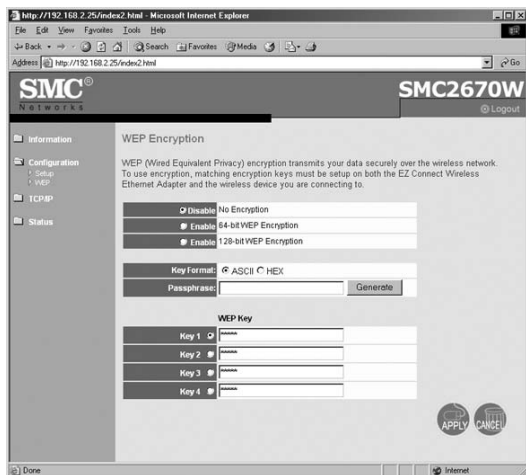 http://192.168.2.25/index2.html - Microsoft Internet Explorer
File Edit View Favorites Tools Help
Back Search Favorites Media
Address http://192.168.2.25/index2.html Go
SMC®
Networks
SMC2670W
Logout
Information
Configuration
Setup
WEP
TCP/IP
Status
WEP Encryption
WEP (Wired Equivalent Privacy) encryption transmits your data securely over the wireless network.
To use encryption, matching encryption keys must be setup on both the EZ Connect Wireless
Ethernet Adapter and the wireless device you are connecting to.
Disable No Encryption
Enable 64-bit WEP Encryption
Enable 128-bit WEP Encryption
Key Format: ASCII HEX
Passphrase: Generate
WEP Key
Key 1 *****
Key 2 *****
Key 3 *****
Key 4 *****
APPLY CANCEL
Done Internet